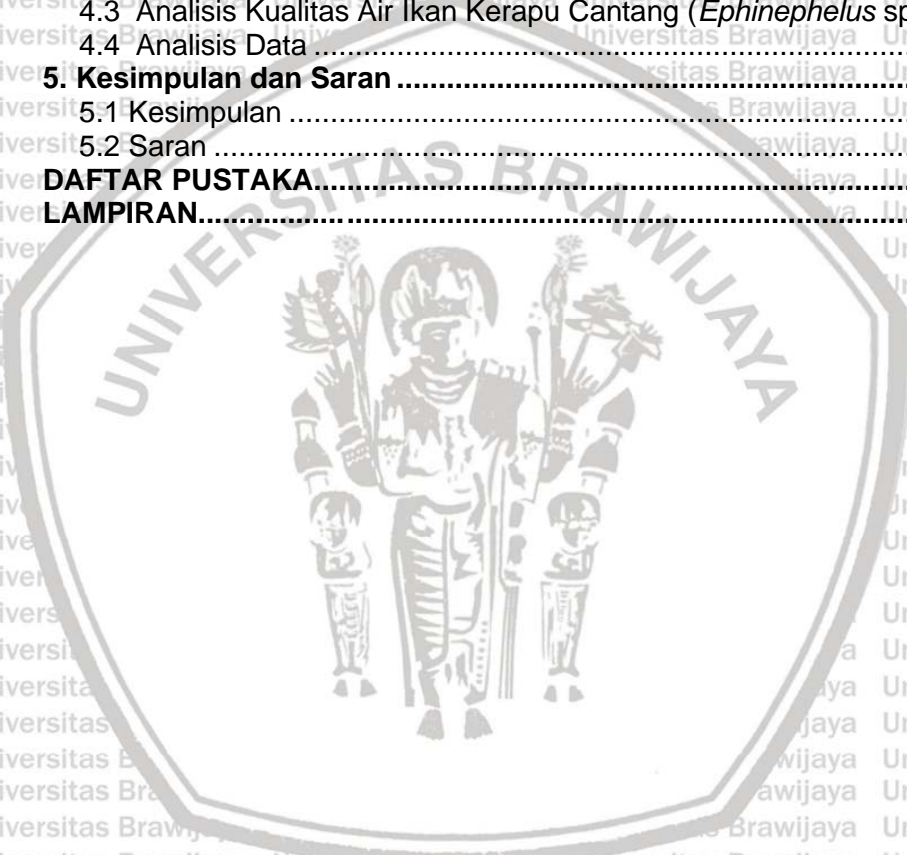 4.3 Analisis Kualitas Air Ikan Kerapu Cantang (Ephinephelus sp
4.4 Analisis Data ..........................................................................
5. Kesimpulan dan Saran ................................................................
5.1 Kesimpulan ..........................................................................
5.2 Saran ..................................................................................
DAFTAR PUSTAKA..........................................................................
LAMPIRAN..................................................................................
UNIVERSITAS BRAWIJAYA